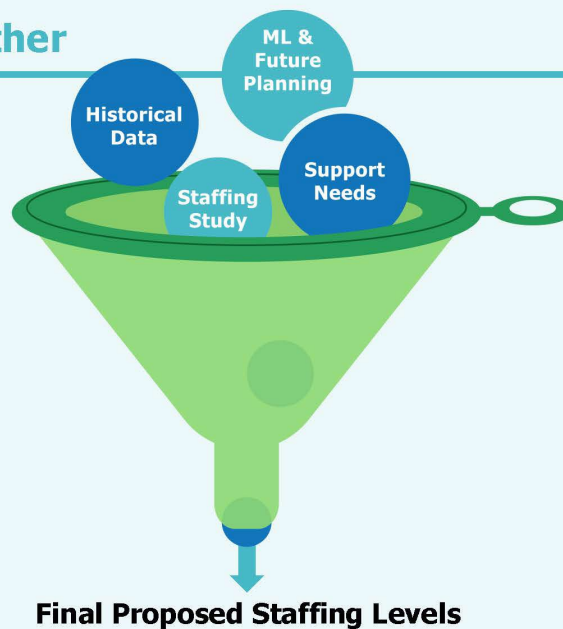 ther
ML &
Future
Planning
Historical
Data
Support
Needs
Staffing
Study
Final Proposed Staffing Levels